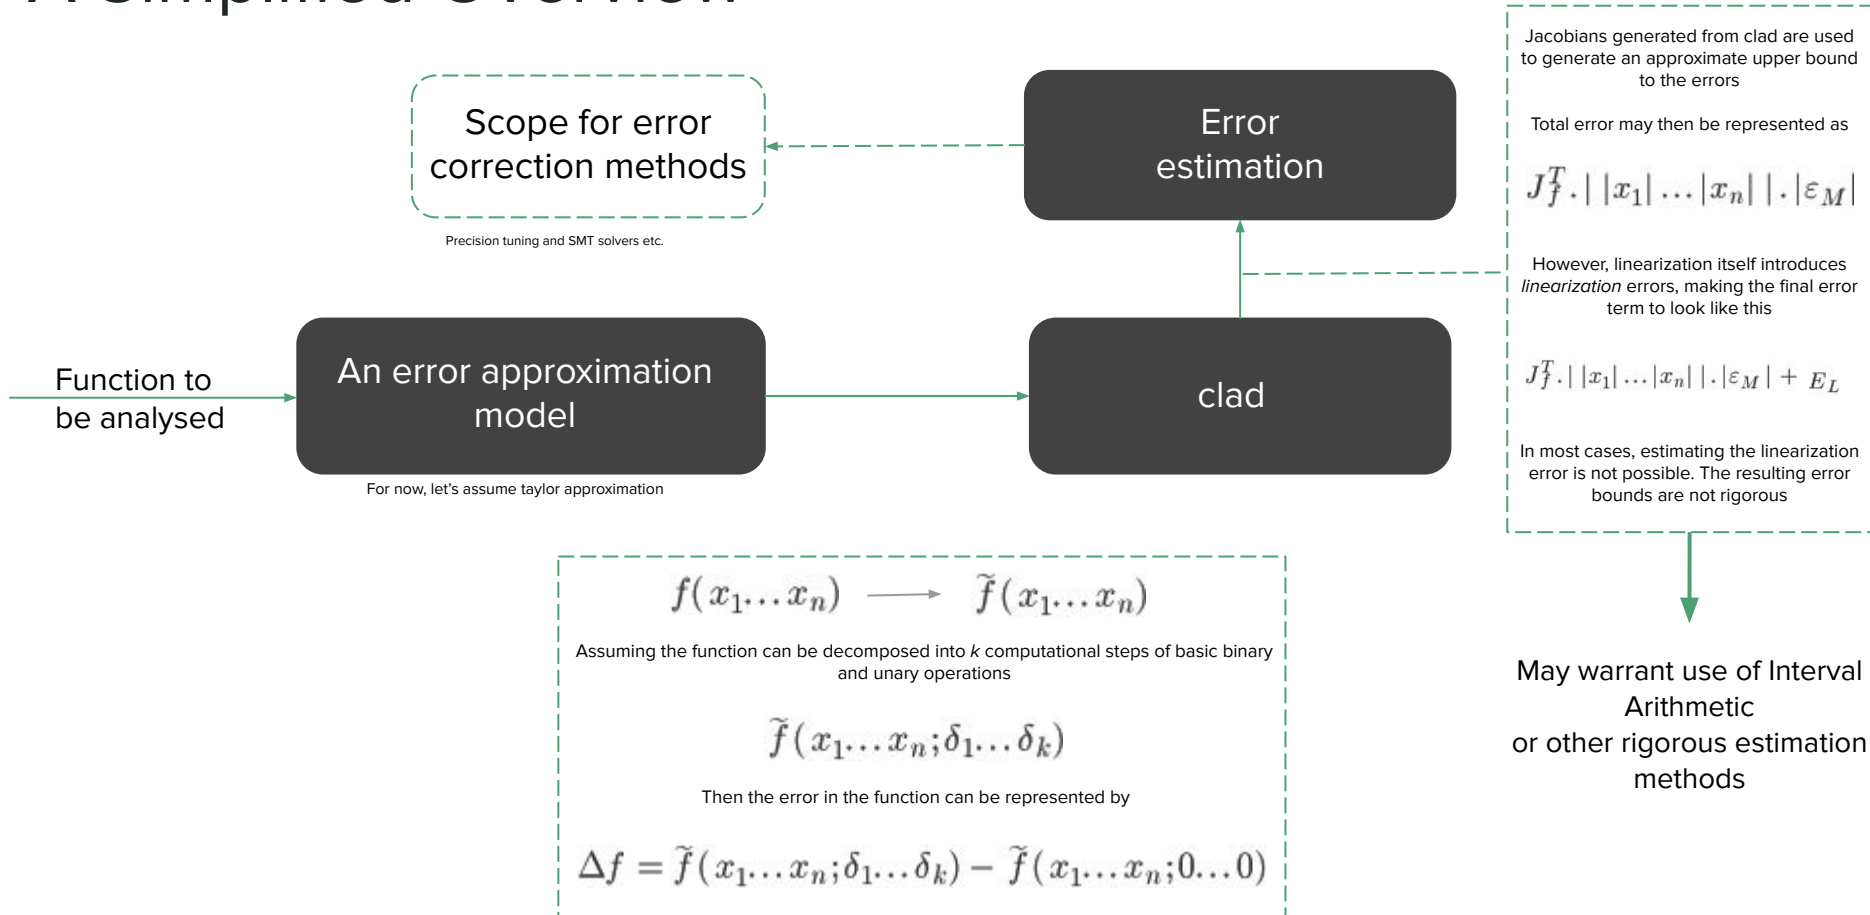 A Simplified Overview
Scope for error
correction methods
Precision tuning and SMT solvers etc.
Error
estimation
Function to
be analysed
An error approximation
model
For now, let’s assume taylor approximation
clad
Jacobians generated from clad are used
to generate an approximate upper bound
to the errors
Total error may then be represented as
J_f^T . | |x_1| … |x_n| | . |ε_M|
However, linearization itself introduces
linearization errors, making the final error
term to look like this
J_f^T . | |x_1| … |x_n| | . |ε_M| + E_L
In most cases, estimating the linearization
error is not possible. The resulting error
bounds are not rigorous
May warrant use of Interval
Arithmetic
or other rigorous estimation
methods
f(x_1…x_n) ⟶ f̃(x_1…x_n)
Assuming the function can be decomposed into k computational steps of basic binary
and unary operations
f̃(x_1…x_n;δ_1…δ_k)
Then the error in the function can be represented by
Δf = f̃(x_1…x_n;δ_1…δ_k) − f̃(x_1…x_n;0…0)